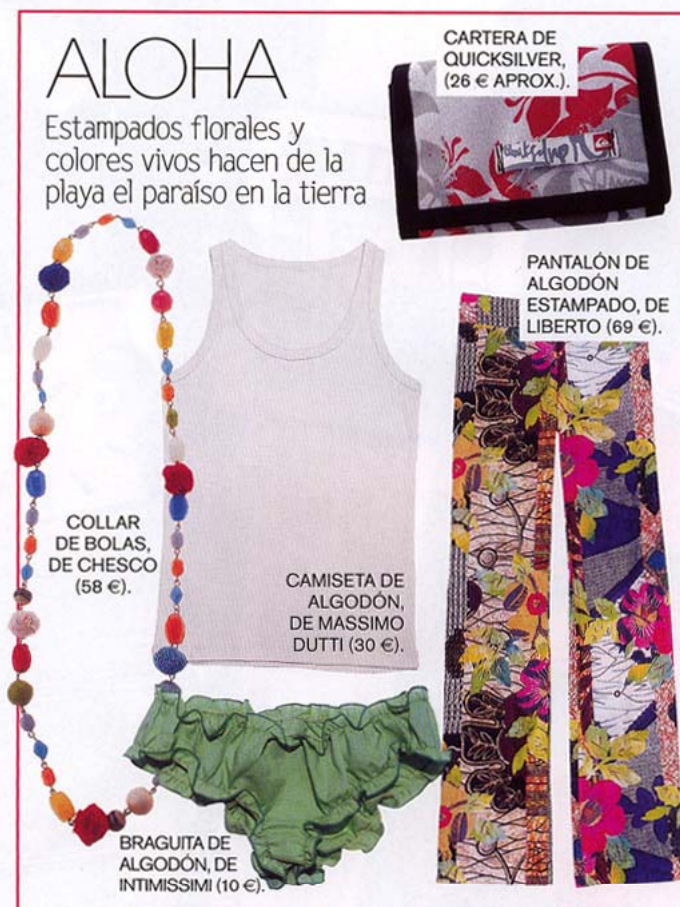 ALOHA
Estampados florales y
colores vivos hacen de la
playa el paraíso en la tierra
CARTERA DE
QUICKSILVER,
(26 € APROX.).
PANTALÓN DE
ALGODÓN
ESTAMPADO, DE
LIBERTO (69 €).
COLLAR
DE BOLAS,
DE CHESCO
(58 €).
CAMISETA DE
ALGODÓN,
DE MASSIMO
DUTTI (30 €).
BRAGUITA DE
ALGODÓN, DE
INTIMISSIMI (10 €).